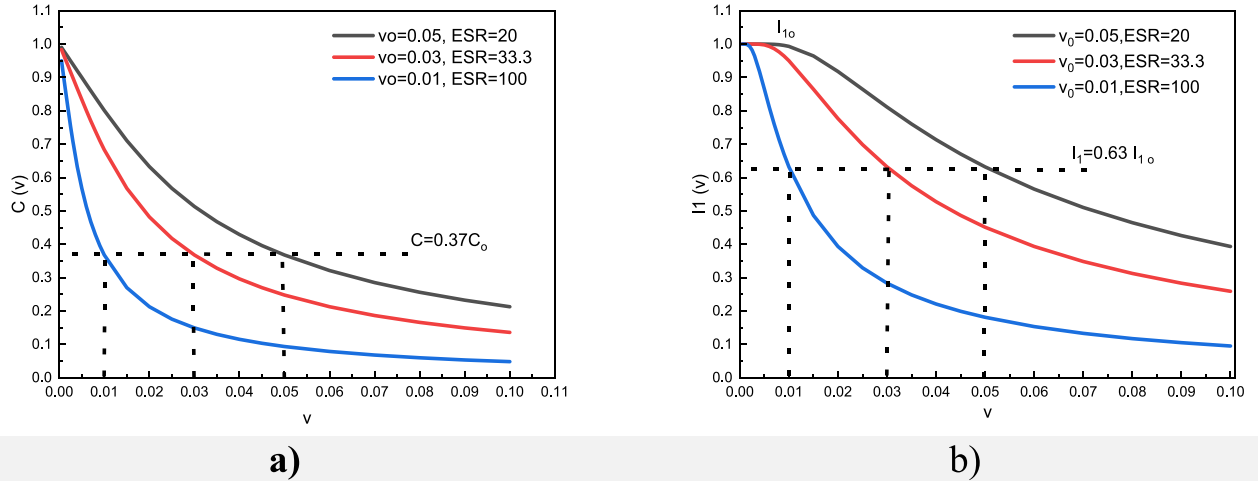 vo=0.05, ESR=20
vo=0.03, ESR=33.3
vo=0.01, ESR=100
C=0.37Co
C (v)
1.0
0.9
0.8
0.7
0.6
0.5
0.4
0.3
0.2
0.1
0.0
0.00 0.01 0.02 0.03 0.04 0.05 0.06 0.07 0.08 0.09 0.10 0.11
v
a)
I1o
v0=0.05,ESR=20
v0=0.03,ESR=33.3
v0=0.01,ESR=100
I1=0.63 I1o
I1 (v)
1.0
0.9
0.8
0.7
0.6
0.5
0.4
0.3
0.2
0.1
0.0
0.00 0.01 0.02 0.03 0.04 0.05 0.06 0.07 0.08 0.09 0.10
v
b)